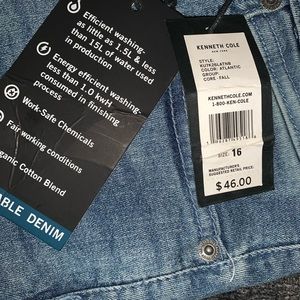 Efficient washing-
as little as 1.3L & less
than 15L of water used
in production
Energy efficient washing-
less than 1.0 KwH
consumed in finishing
process
Work-Safe Chemicals
Fair working conditions
Organic Cotton Blend
ABLE DENIM
KENNETH COLE
NEW YORK
STYLE:
COLOR: ATLANTIC
GROUP:
CORE - FALL
KENNETHCOLE.COM
1-800-KEN-COLE
SIZE: 16
MANUFACTURER'S
SUGGESTED RETAIL PRICE:
$46.00